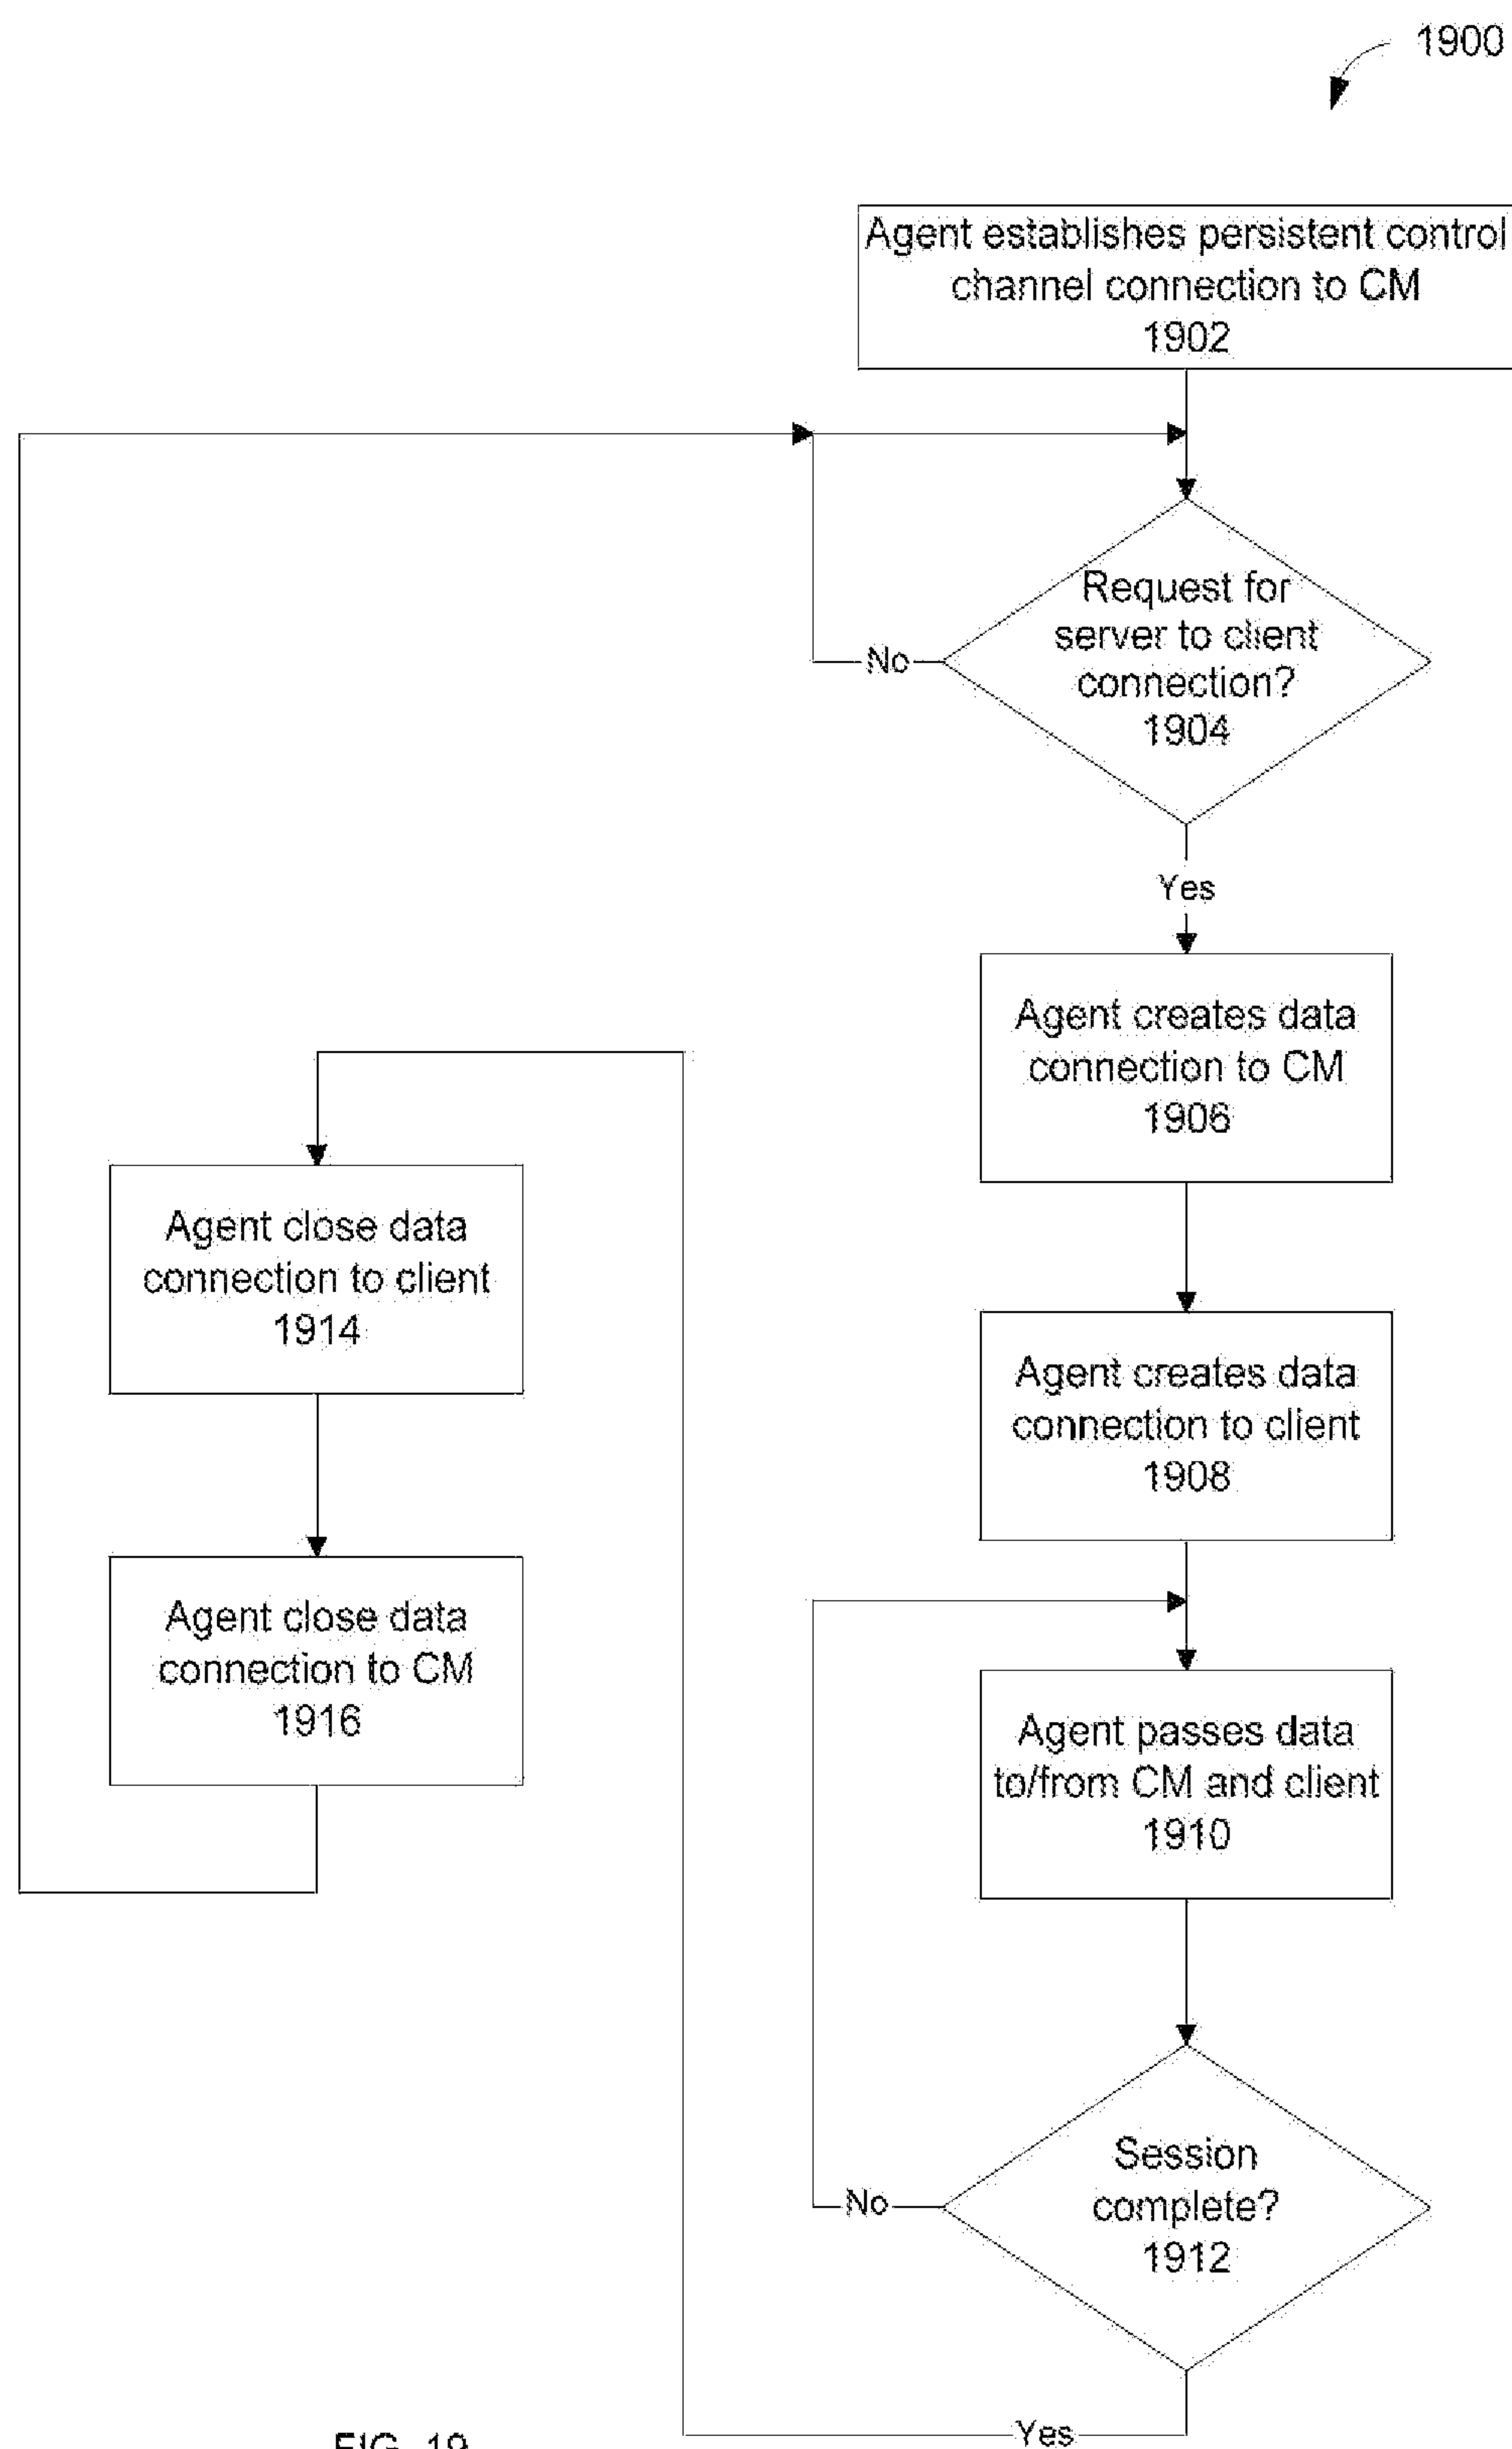 1900
Agent establishes persistent control
channel connection to CM
1902
Request for
server to client
connection?
1904
No
Yes
Agent creates data
connection to CM
1906
Agent creates data
connection to client
1908
Agent passes data
to/from CM and client
1910
Session
complete?
1912
No
Yes
Agent close data
connection to client
1914
Agent close data
connection to CM
1916
FIG. 19